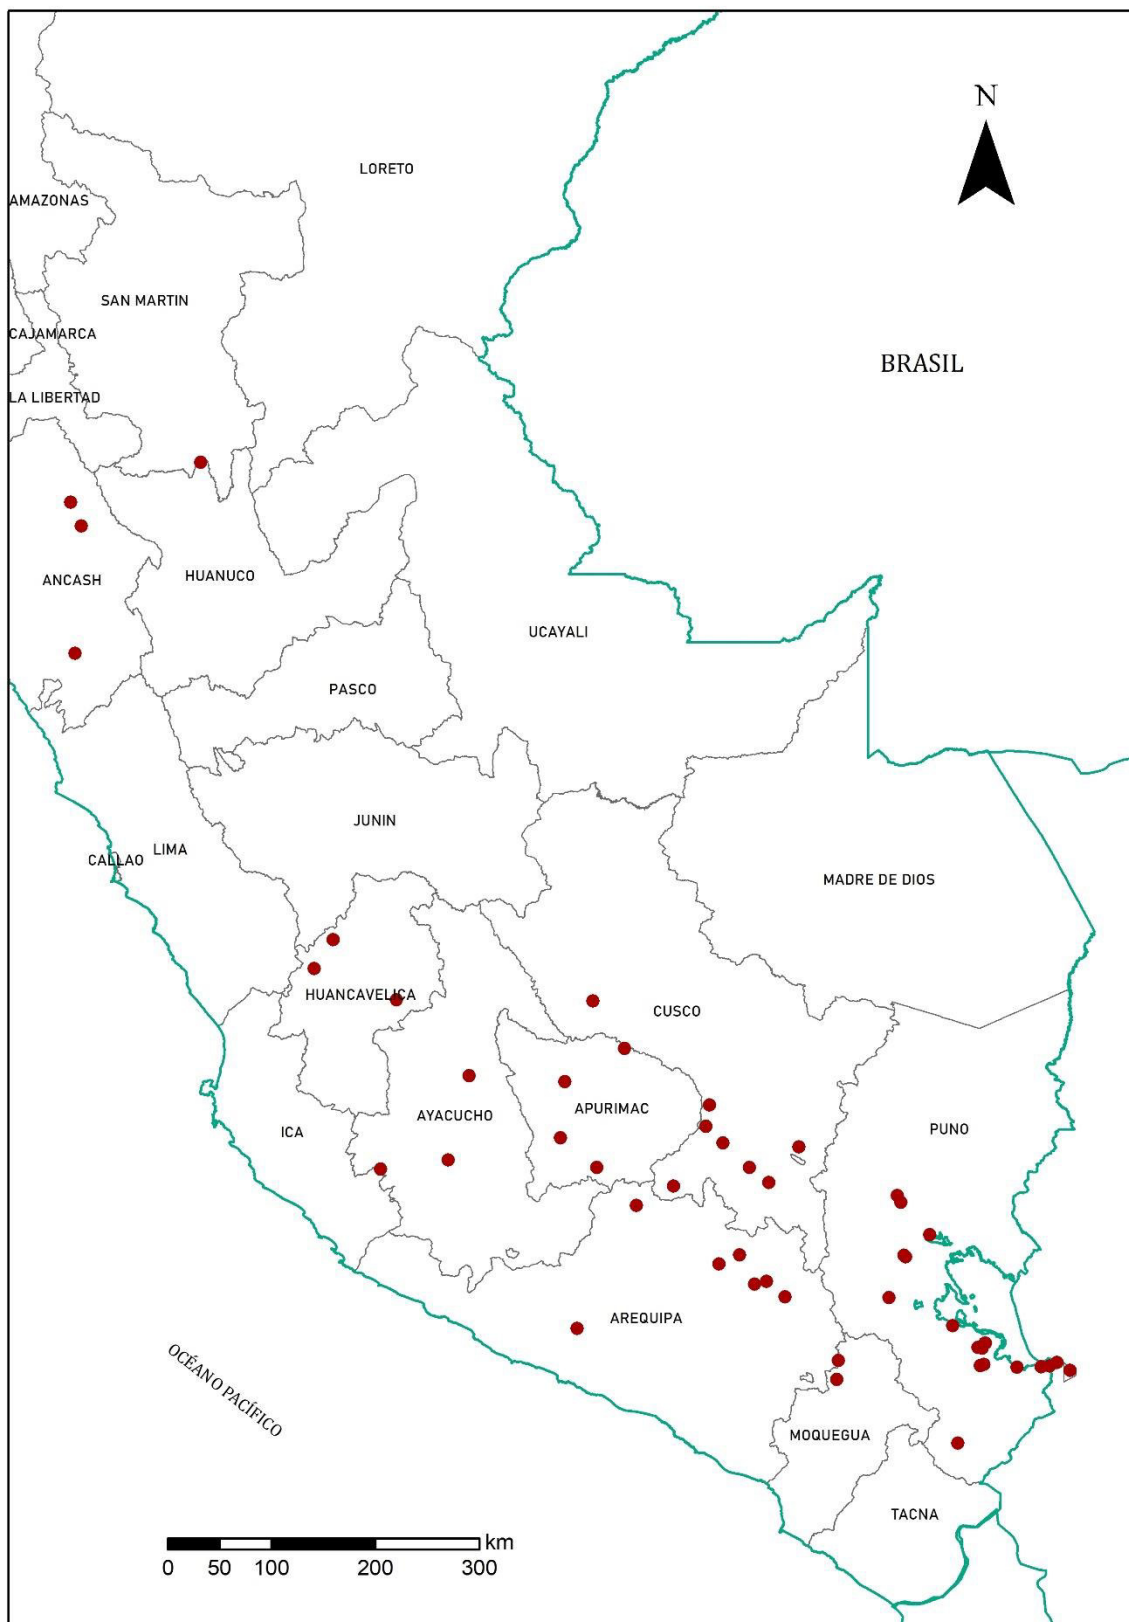 N
LORETO
AMAZONAS
SAN MARTIN
CAJAMARCA
BRASIL
LA LIBERTAD
ANCASH
HUANUCO
UCAYALI
PASCO
JUNIN
LIMA
CALLAO
MADRE DE DIOS
HUANCAVELICA
CUSCO
APURIMAC
AYACUCHO
PUNO
ICA
AREQUIPA
OCÉANO PACÍFICO
MOQUEGUA
TACNA
km
0 50 100 200 300